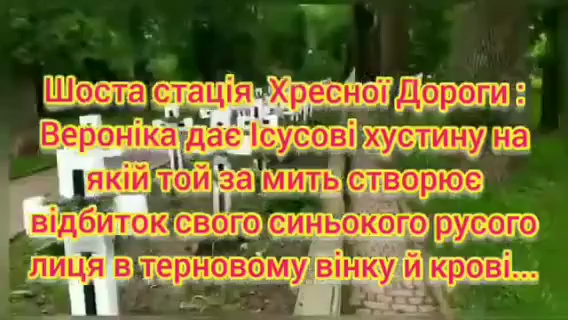 Шоста стація Хресної Дороги :
Вероніка дає Ісусові хустину на
якій той за мить створює
відбиток свого синьокого русого
лиця в терновому вінку й крові...